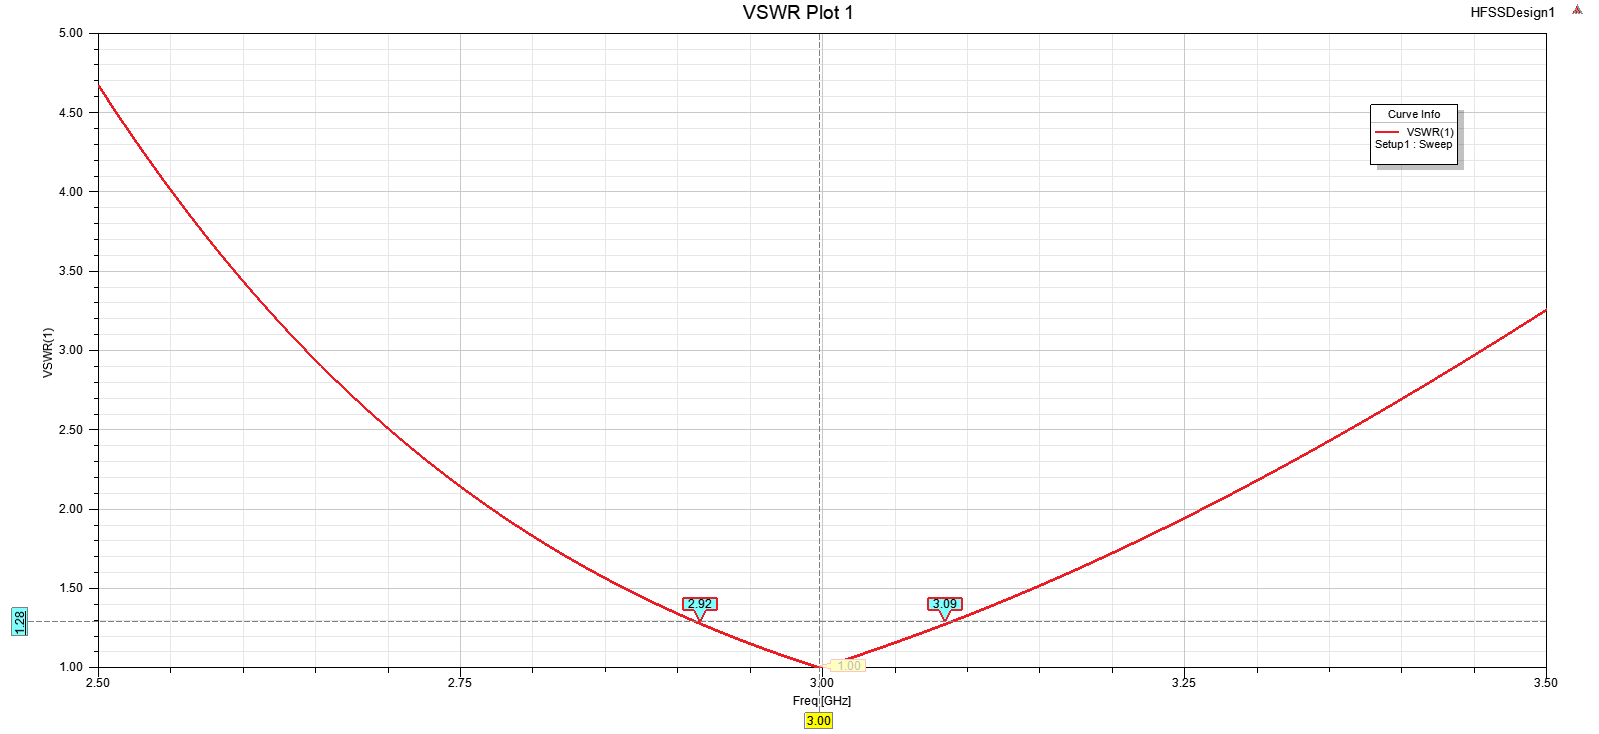 VSWR Plot 1
HFSSDesign1
5.00
4.50
4.00
3.50
3.00
2.50
2.00
1.50
1.00
VSWR(1)
Curve Info
VSWR(1)
Setup1 : Sweep
2.92
3.09
1.28
1.00
2.50
2.75
3.00
3.25
3.50
Freq [GHz]
3.00